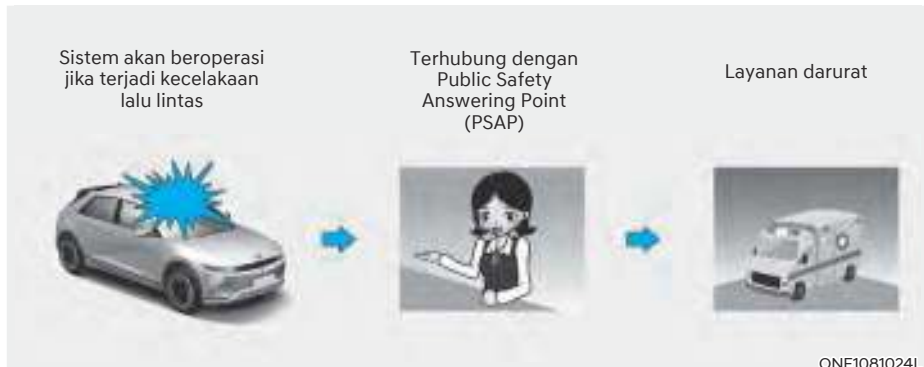 Sistem akan beroperasi
jika terjadi kecelakaan
lalu lintas
Terhubung dengan
Public Safety
Answering Point
(PSAP)
Layanan darurat
ONE1081024L